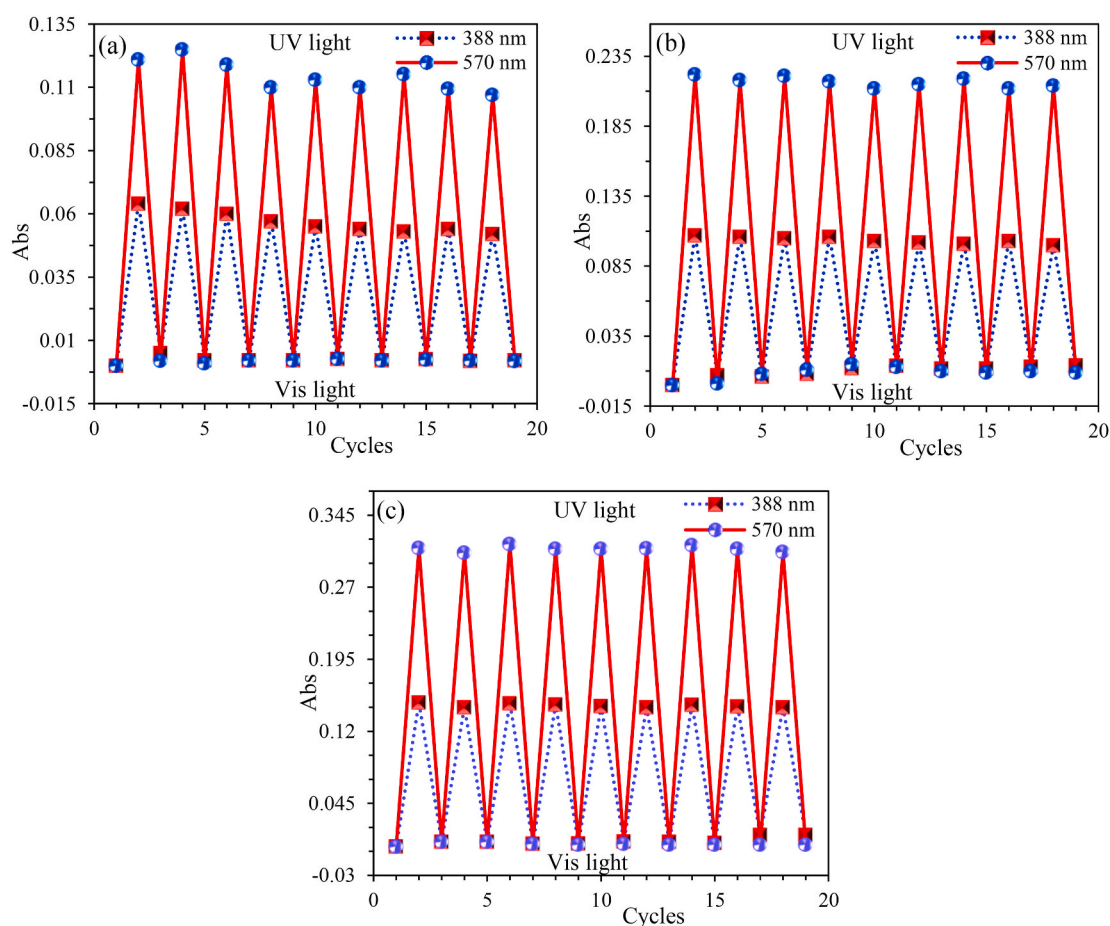 (a)
UV light
388 nm
570 nm
0.135
0.11
0.085
0.06
0.035
0.01
-0.015
Abs
Vis light
0 5 10 15 20
Cycles
(b)
UV light
388 nm
570 nm
0.235
0.185
0.135
0.085
0.035
-0.015
Abs
Vis light
0 5 10 15 20
Cycles
(c)
UV light
388 nm
570 nm
0.345
0.27
0.195
0.12
0.045
-0.03
Abs
Vis light
0 5 10 15 20
Cycles